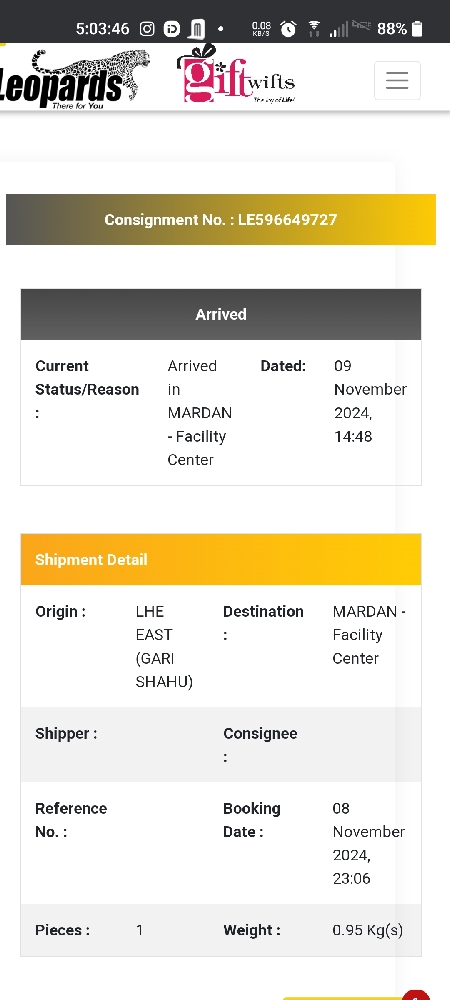 5:03:46 0.08 KB/S 88%
Leopards
There for You
giftwifts
The Joy of Life!
Consignment No. : LE596649727
Arrived
Current Status/Reason :
Arrived in MARDAN - Facility Center
Dated:
09 November 2024, 14:48
Shipment Detail
Origin :
LHE EAST (GARI SHAHU)
Destination :
MARDAN - Facility Center
Shipper :
Consignee :
Reference No. :
Booking Date :
08 November 2024, 23:06
Pieces : 1
Weight : 0.95 Kg(s)